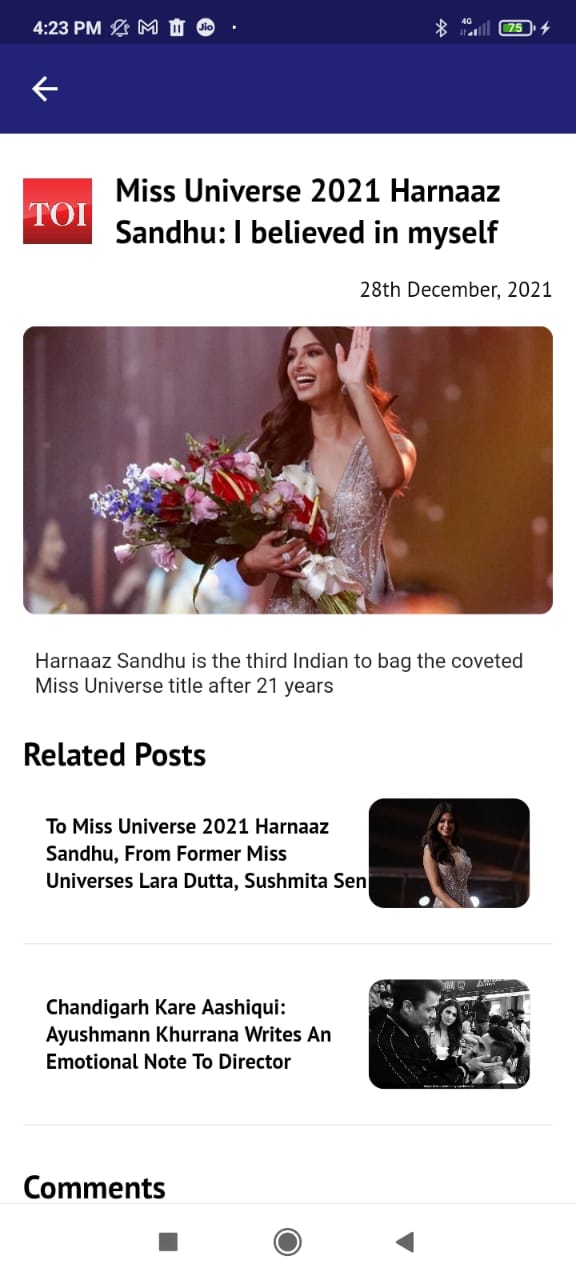 4:23 PM
Jio
4G
75
TOI
Miss Universe 2021 Harnaaz
Sandhu: I believed in myself
28th December, 2021
Harnaaz Sandhu is the third Indian to bag the coveted
Miss Universe title after 21 years
Related Posts
To Miss Universe 2021 Harnaaz
Sandhu, From Former Miss
Universes Lara Dutta, Sushmita Sen
Chandigarh Kare Aashiqui:
Ayushmann Khurrana Writes An
Emotional Note To Director
Comments